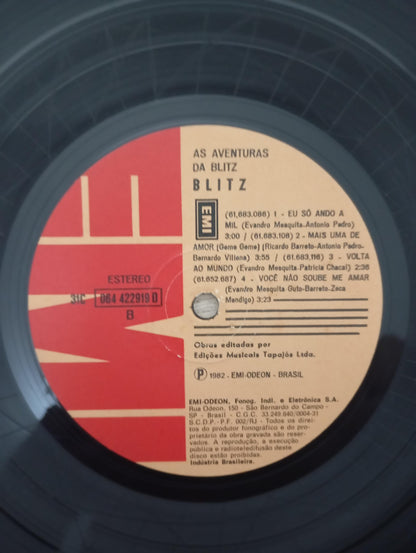 AS AVENTURAS
DA BLITZ
BLITZ
EMI
(61,683,086) 1 - EU SÓ ANDO A
MIL (Evandro Mesquita-Antonio Pedro)
3:00 / (61,683,108) 2 - MAIS UMA DE
AMOR (Geme Geme) (Ricardo Barreto-Antonio Pedro-
Bernardo Vilhena) 3:55 / (61,683,116) 3 - VOLTA
AO MUNDO (Evandro Mesquita-Patricia Chacal) 2:36
(61,652,687) 4 - VOCÊ NÃO SOUBE ME AMAR
(Evandro Mesquita Guto-Barreto-Zeca
Mendigo) 3:23
ESTEREO
31C 064 422919 D
B
Obras editadas por
Edições Musicais Tapajós Ltda.
P 1982 - EMI-ODEON - BRASIL
EMI-ODEON, Fonog. Indl. e Eletrônica S.A.
Rua Odeon, 150 - São Bernardo do Campo
- SP - Brasil - C.G.C. 33.249.640/0004-31
S.C.D.P.-P.F. 002/RJ - Todos os direi-
tos do produtor fonográfico e do pro-
prietário da obra gravada são reser-
vados. A reprodução, a execução
pública e radioteledifusão deste
disco estão proibidas.
Indústria Brasileira.
EMI